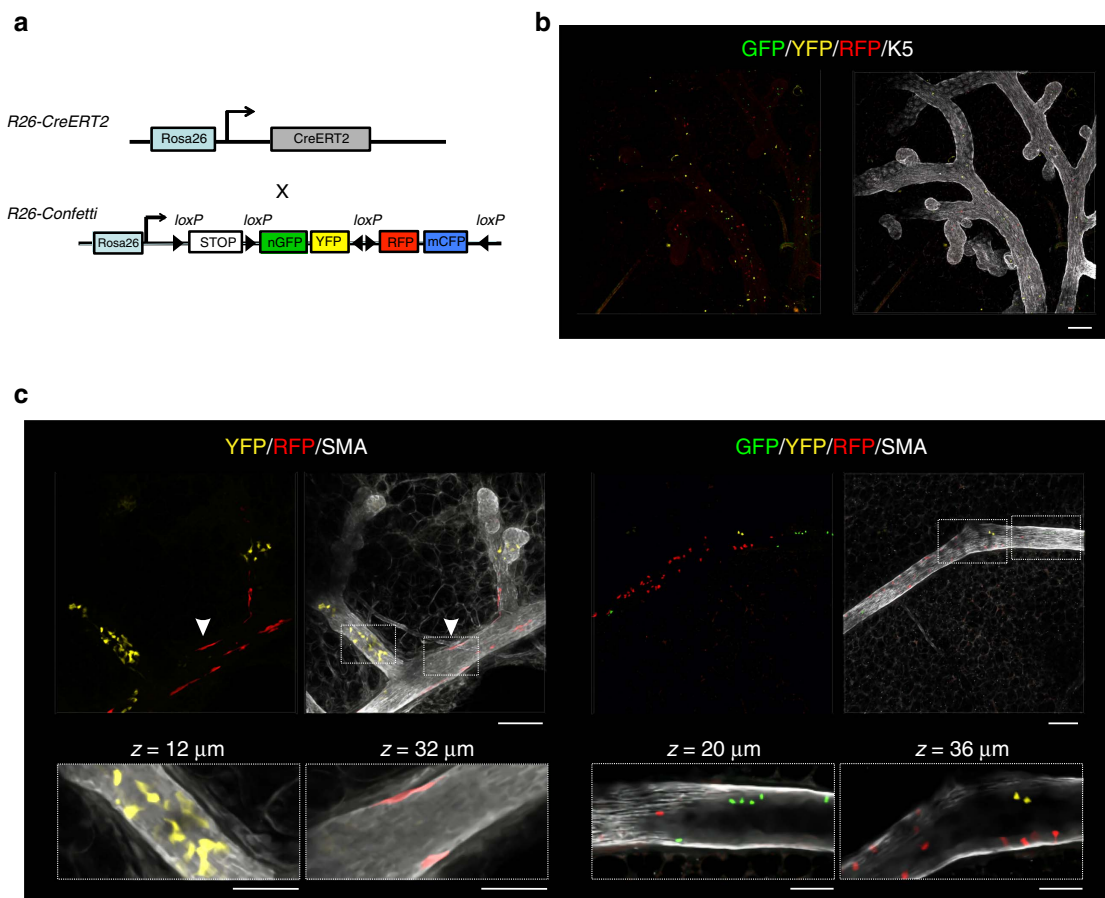 a
R26-CreERT2
Rosa26
CreERT2
X
R26-Confetti
loxP
loxP
loxP
loxP
Rosa26
STOP
nGFP
YFP
RFP
mCFP
b
GFP/YFP/RFP/K5
c
YFP/RFP/SMA
GFP/YFP/RFP/SMA
z = 12 μm
z = 32 μm
z = 20 μm
z = 36 μm